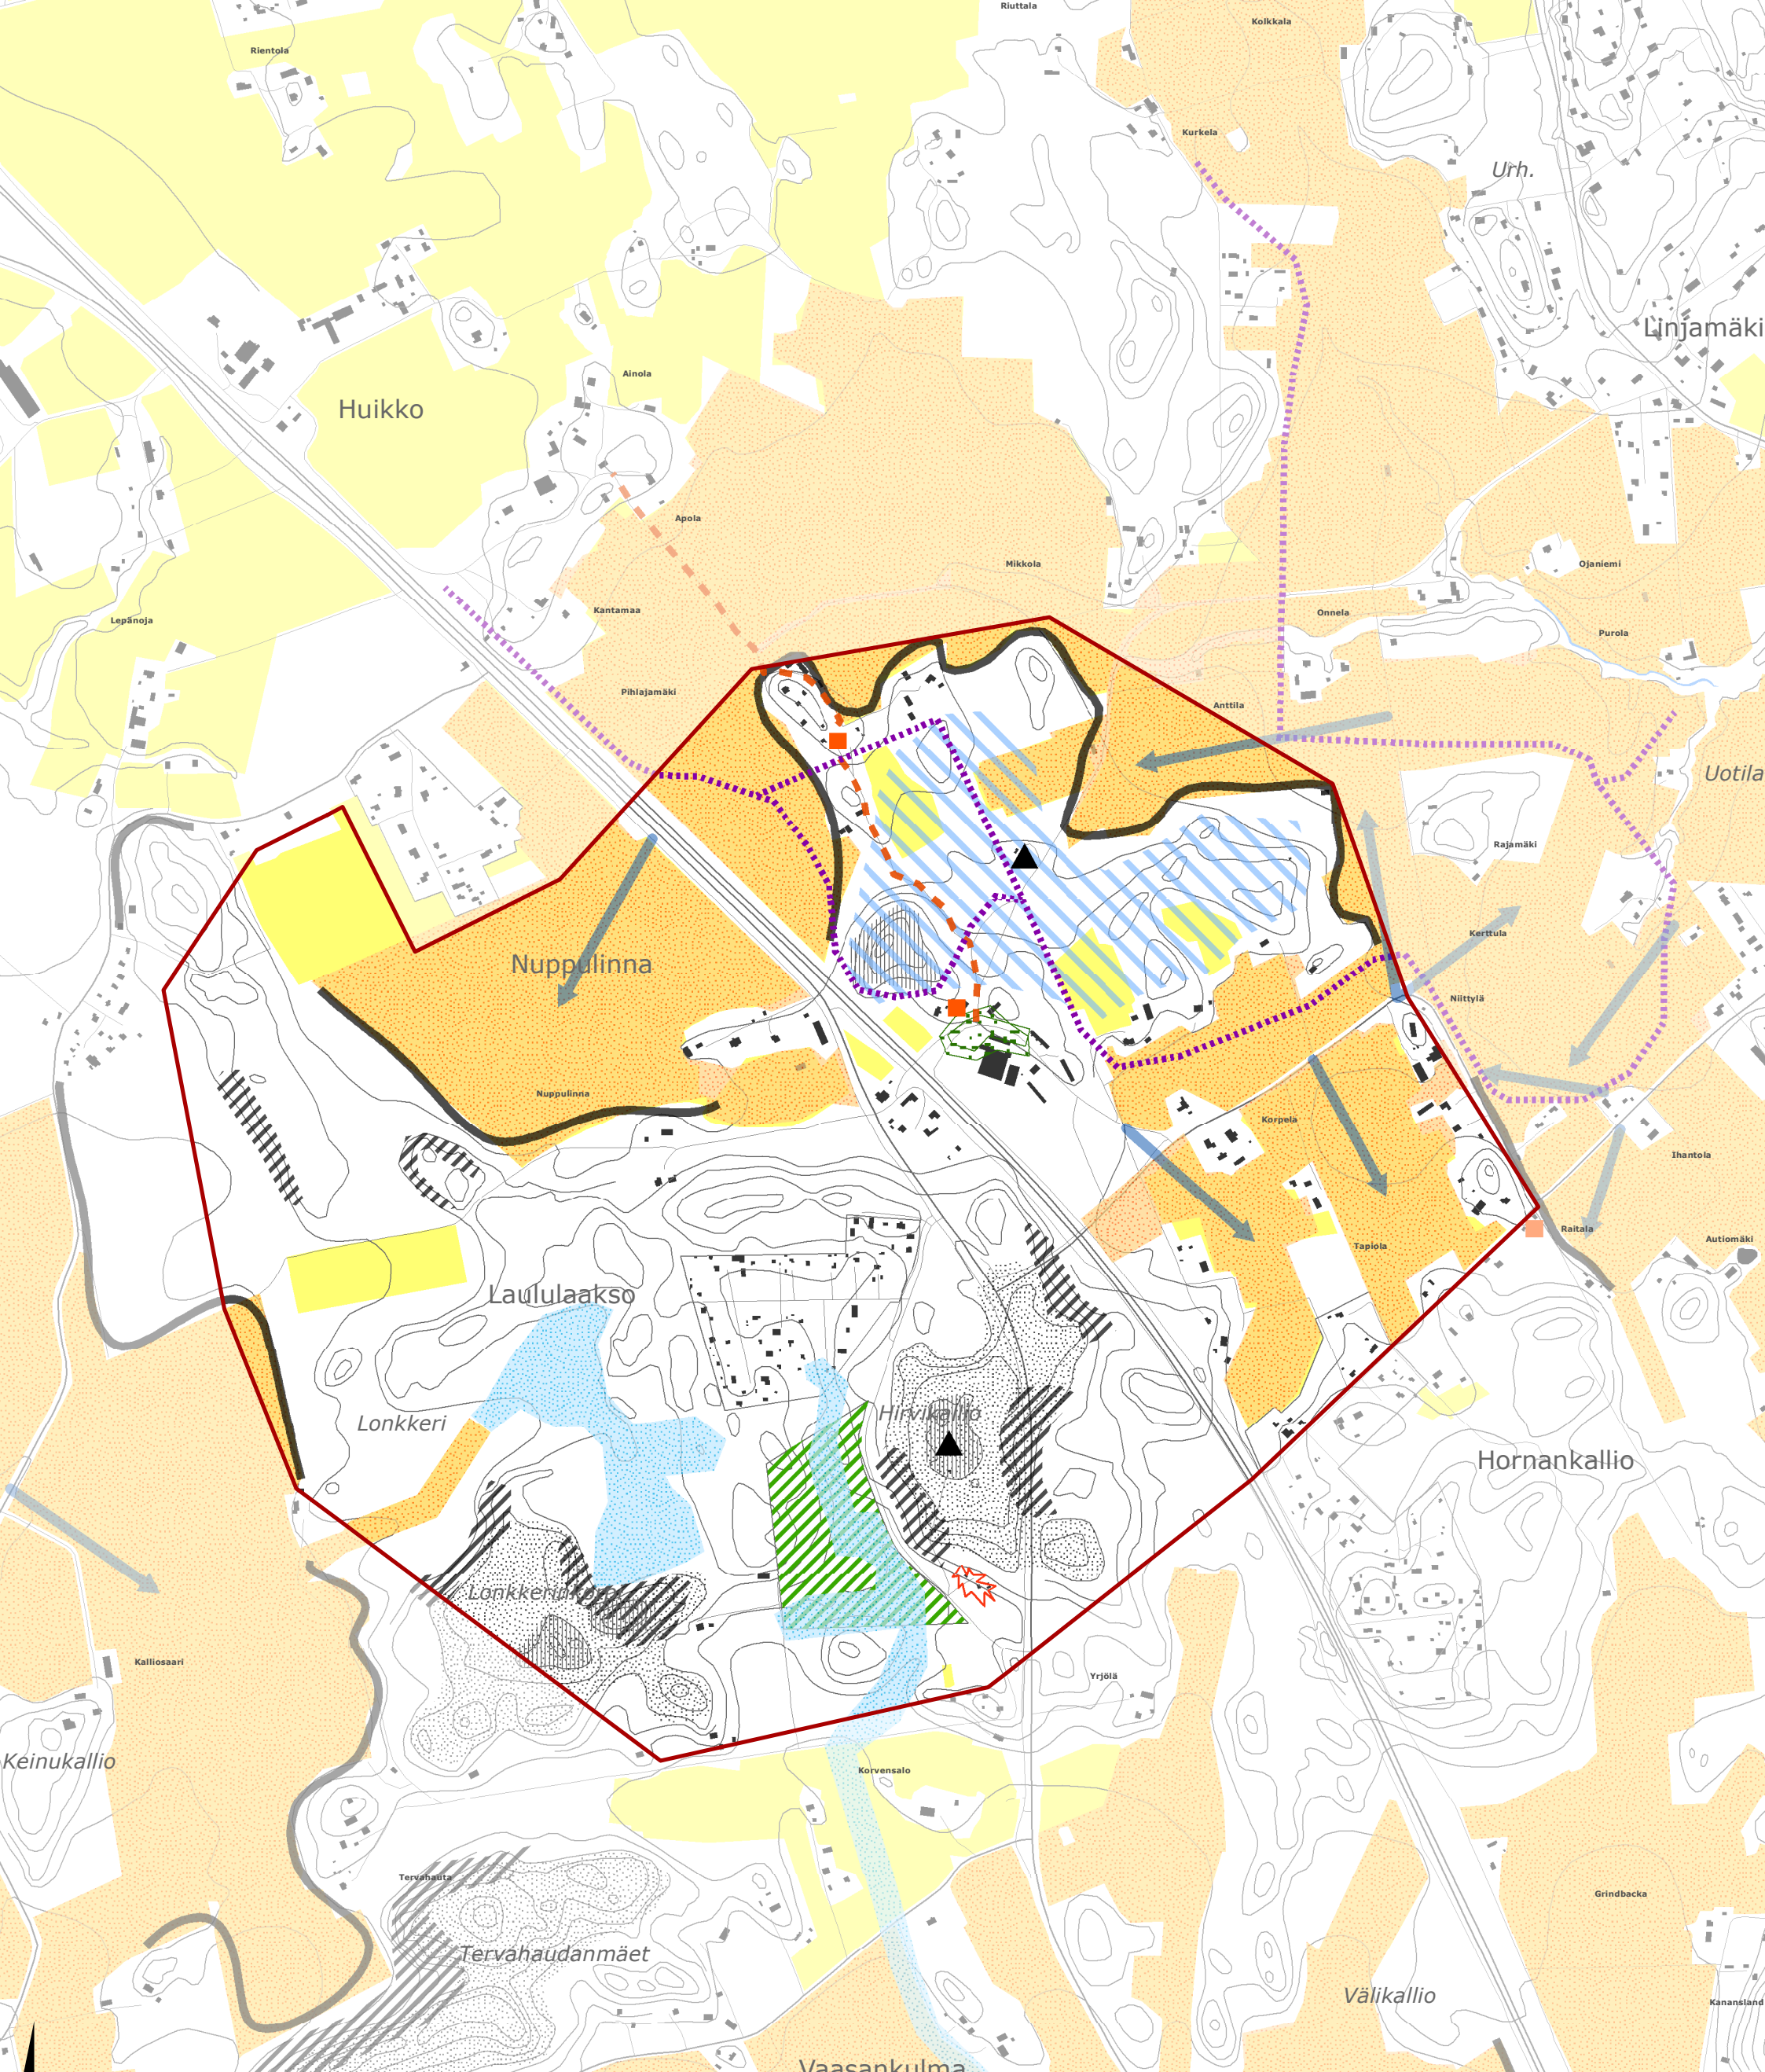 Riuttala
Kolkkala
Rientola
Kurkela
Urh.
Linjamäki
Ainola
Huikko
Apola
Mikkola
Ojaniemi
Kantamaa
Onnela
Lepänoja
Purola
Pihlajamäki
Anttila
Uotila
Rajamäki
Kerttula
Nuppulinna
Niittylä
Nuppulinna
Korpela
Ihantola
Raitala
Autiomäki
Tapiola
Laululaakso
Hirvikallio
Lonkkeri
Hornankallio
Kalliosaari
Yrjölä
Keinukallio
Korvensalo
Tervahauta
Grindbacka
Tervahaudanmäet
Välikallio
Kanansland
Vaasankulma